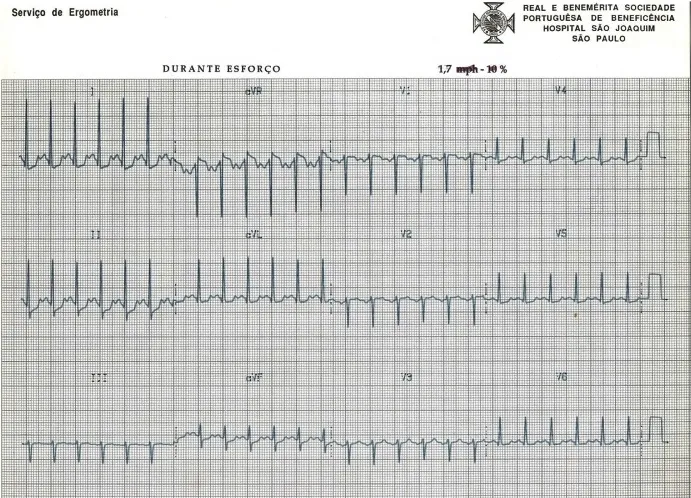 Serviço de Ergometria
REAL E BENEMÉRITA SOCIEDADE
PORTUGUÊSA DE BENEFICÊNCIA
HOSPITAL SÃO JOAQUIM
SÃO PAULO
DURANTE ESFORÇO
1,7 mph - 10 %
I aVR V1 V4
II aVL V2 V5
III aVF V3 V6